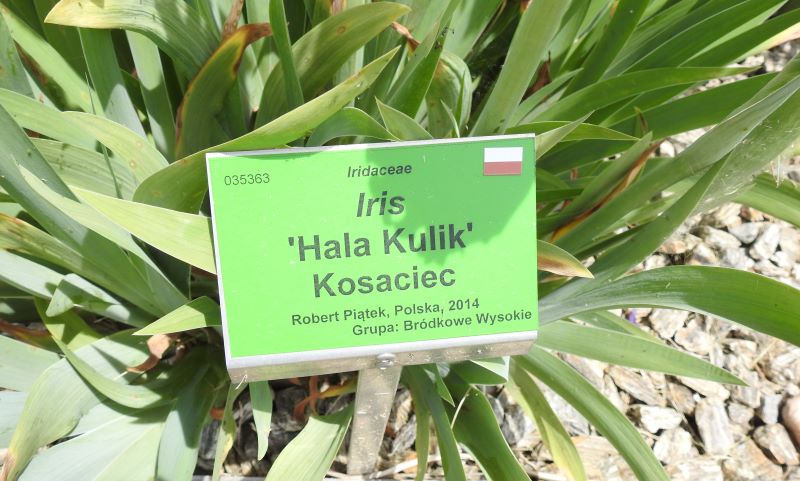 035363
Iridaceae
Iris
'Hala Kulik'
Kosaciec
Robert Piątek, Polska, 2014
Grupa: Bródkowe Wysokie